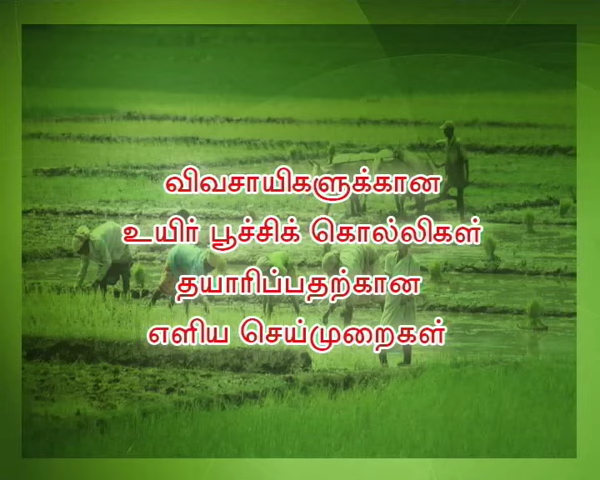 விவசாயிகளுக்கான
உயிர் பூச்சிக் கொல்லிகள்
தயாரிப்பதற்கான
எளிய செய்முறைகள்